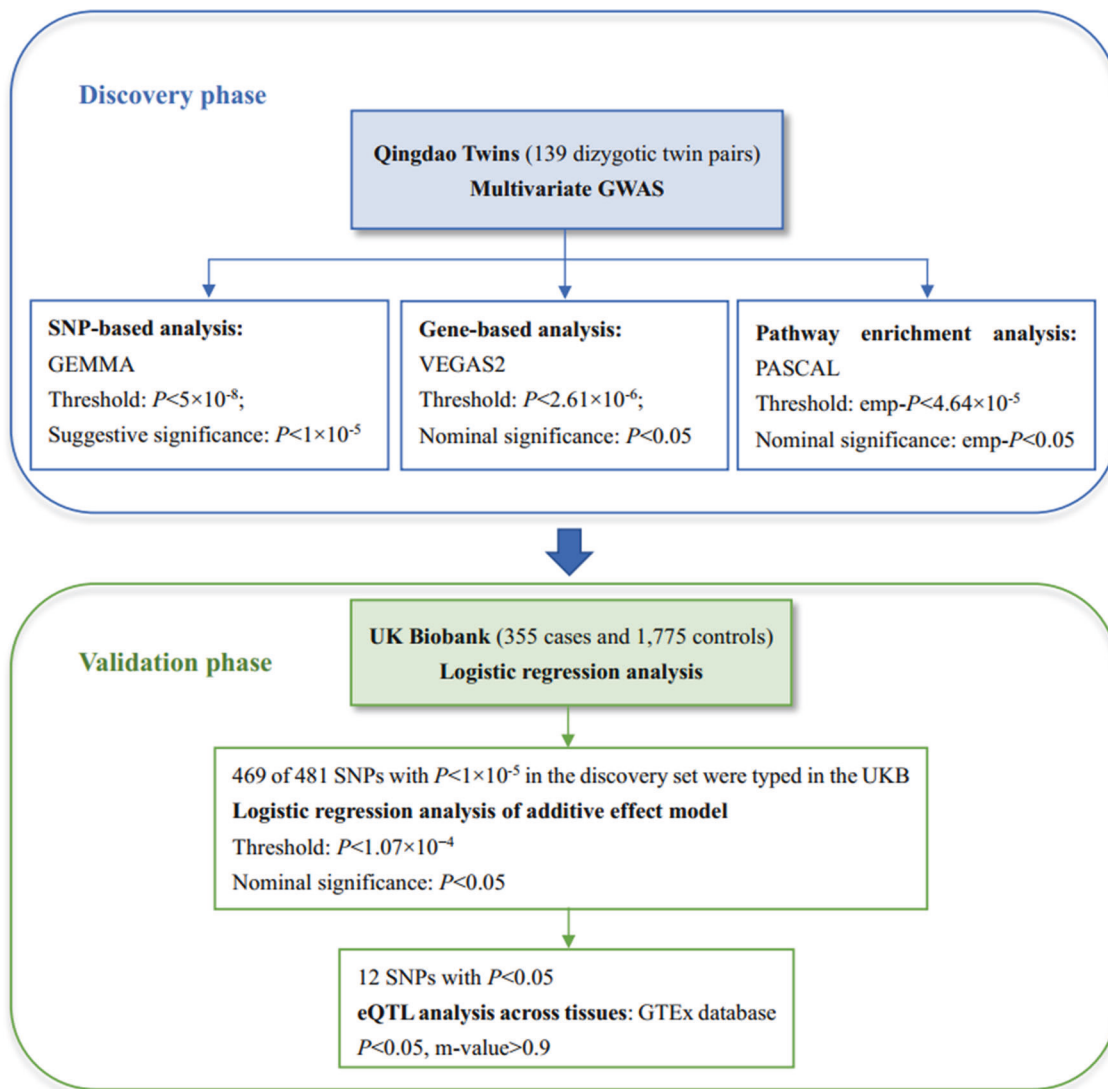 Discovery phase
Qingdao Twins (139 dizygotic twin pairs)
Multivariate GWAS
SNP-based analysis:
GEMMA
Threshold: P<5×10⁻⁸;
Suggestive significance: P<1×10⁻⁵
Gene-based analysis:
VEGAS2
Threshold: P<2.61×10⁻⁶;
Nominal significance: P<0.05
Pathway enrichment analysis:
PASCAL
Threshold: emp-P<4.64×10⁻⁵
Nominal significance: emp-P<0.05
Validation phase
UK Biobank (355 cases and 1,775 controls)
Logistic regression analysis
469 of 481 SNPs with P<1×10⁻⁵ in the discovery set were typed in the UKB
Logistic regression analysis of additive effect model
Threshold: P<1.07×10⁻⁴
Nominal significance: P<0.05
12 SNPs with P<0.05
eQTL analysis across tissues: GTEx database
P<0.05, m-value>0.9